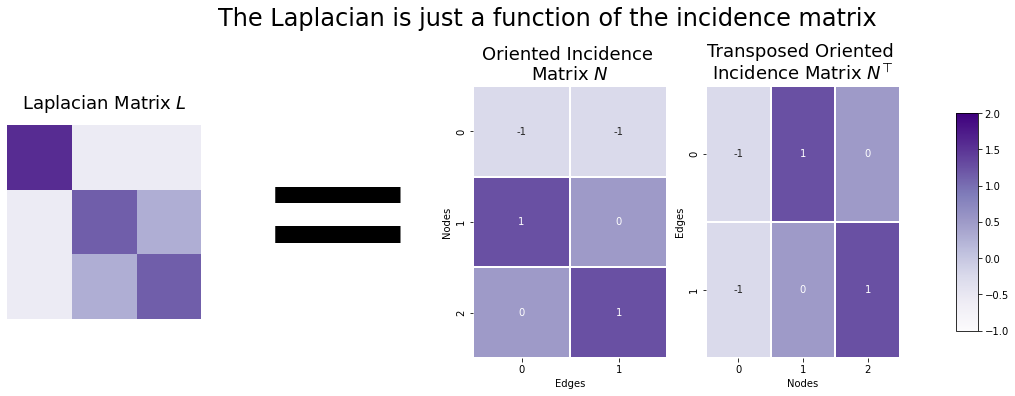 The Laplacian is just a function of the incidence matrix
Laplacian Matrix L
Oriented Incidence
Matrix N
-1 -1
1 0
0 1
0
1
2
Nodes
0 1
Edges
Transposed Oriented
Incidence Matrix N⊤
-1 1 0
-1 0 1
0
1
Edges
0 1 2
Nodes
2.0
1.5
1.0
0.5
0.0
−0.5
−1.0